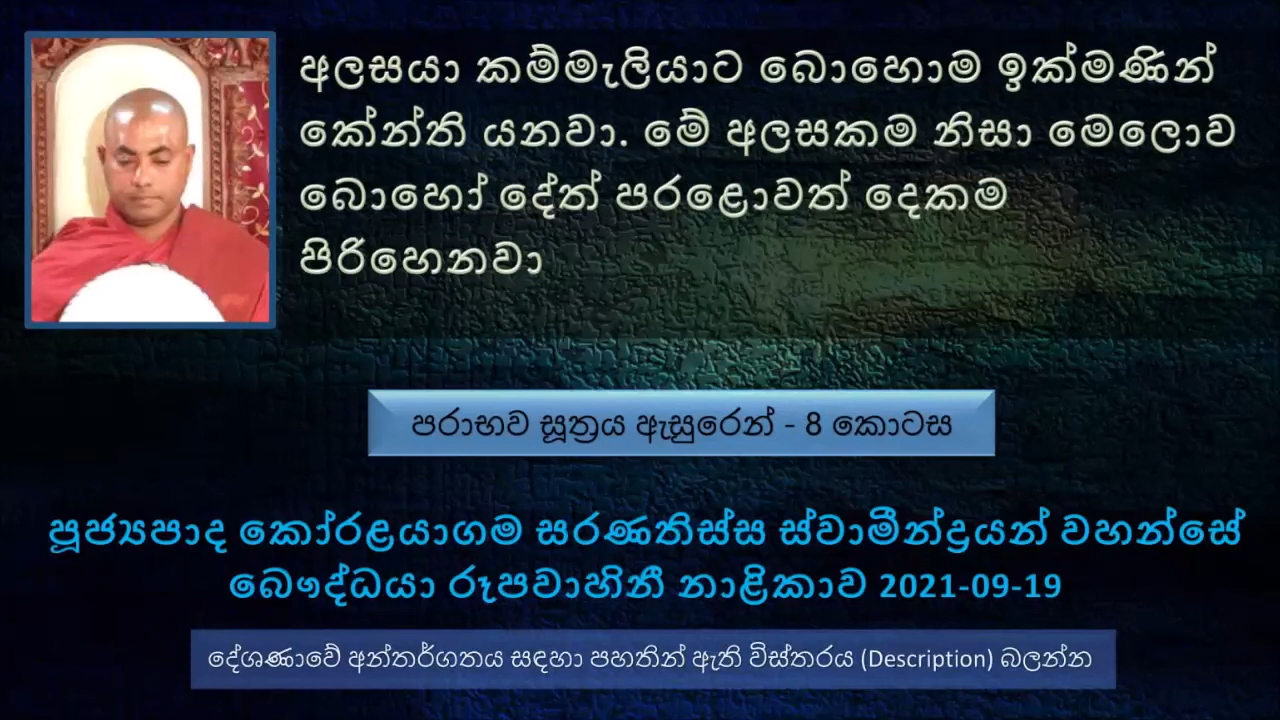 අලසයා කම්මැලියාට බොහොම ඉක්මණින්
කේන්ති යනවා. මේ අලසකම නිසා මෙලොව
බොහෝ දේත් පරළොවත් දෙකම
පිරිහෙනවා
පරාභව සූත්‍රය ඇසුරෙන් - 8 කොටස
පූජ්‍යපාද කෝරළයාගම සරණතිස්ස ස්වාමීන්ද්‍රයන් වහන්සේ
බෞද්ධයා රූපවාහිනී නාළිකාව 2021-09-19
දේශණාවේ අන්තර්ගතය සඳහා පහතින් ඇති විස්තරය (Description) බලන්න